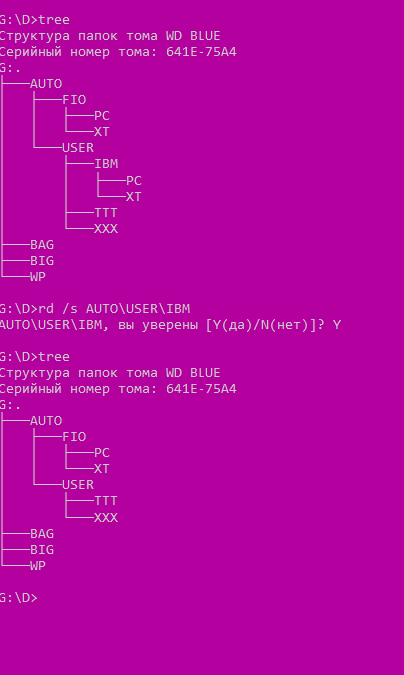 G:\D>tree
Структура папок тома WD BLUE
Серийный номер тома: 641E-75A4
G:.
├───AUTO
│   ├───FIO
│   │   ├───PC
│   │   └───XT
│   └───USER
│       ├───IBM
│       │   ├───PC
│       │   └───XT
│       ├───TTT
│       └───XXX
├───BAG
├───BIG
└───WP
G:\D>rd /s AUTO\USER\IBM
AUTO\USER\IBM, вы уверены [Y(да)/N(нет)]? Y
G:\D>tree
Структура папок тома WD BLUE
Серийный номер тома: 641E-75A4
G:.
├───AUTO
│   ├───FIO
│   │   ├───PC
│   │   └───XT
│   └───USER
│       ├───TTT
│       └───XXX
├───BAG
├───BIG
└───WP
G:\D>